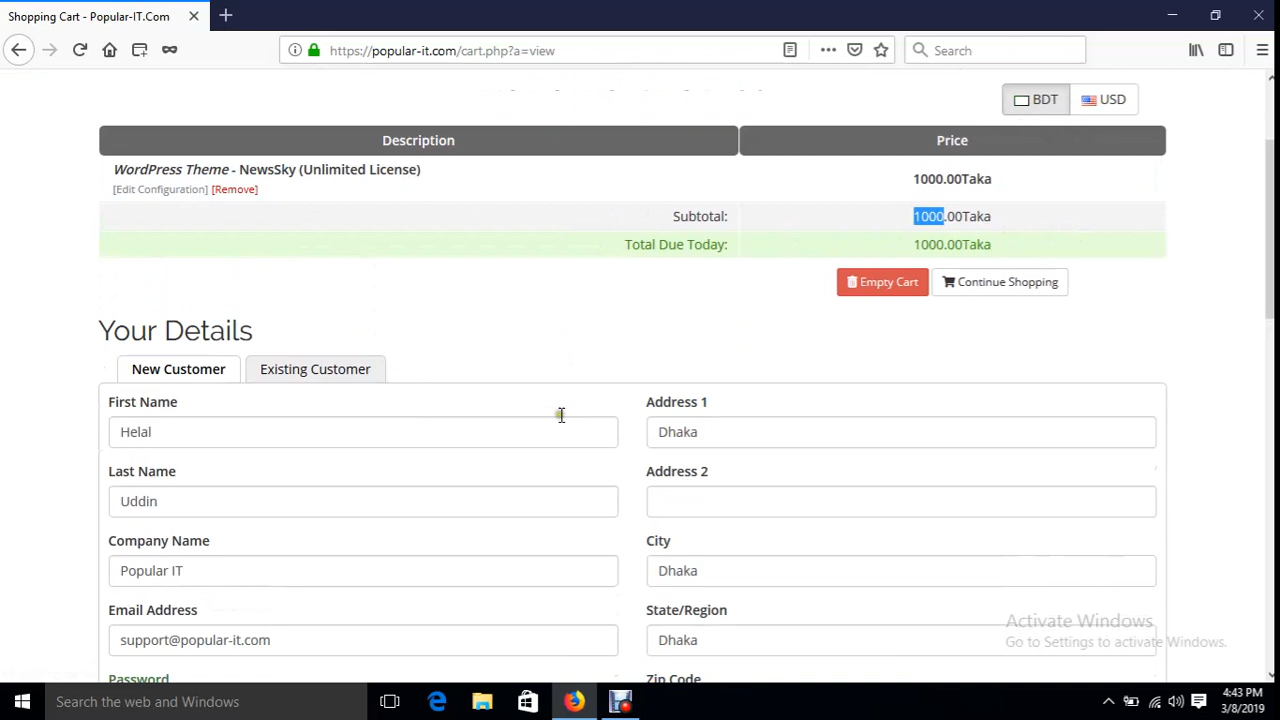 Shopping Cart - Popular-IT.Com
https://popular-it.com/cart.php?a=view
Search
BDT
USD
Description
Price
WordPress Theme - NewsSky (Unlimited License)
[Edit Configuration] [Remove]
1000.00Taka
Subtotal:
1000.00Taka
Total Due Today:
1000.00Taka
Empty Cart
Continue Shopping
Your Details
New Customer
Existing Customer
First Name
Address 1
Helal
Dhaka
Last Name
Address 2
Uddin
Company Name
City
Popular IT
Dhaka
Email Address
State/Region
support@popular-it.com
Dhaka
Password
Zip Code
Activate Windows
Go to Settings to activate Windows.
Search the web and Windows
4:43 PM
3/8/2019